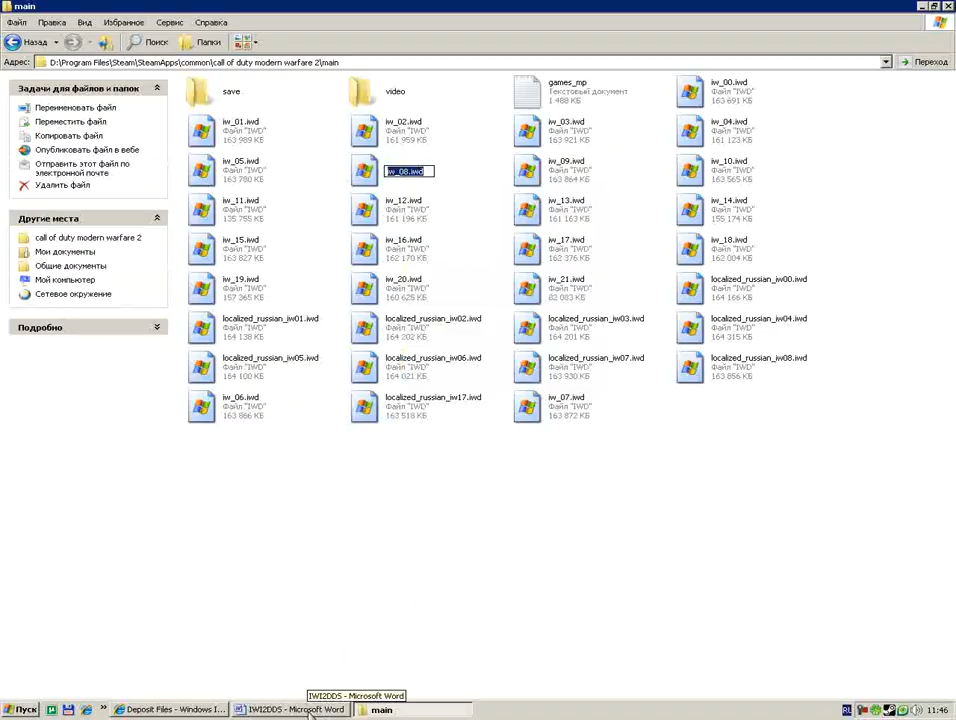 main
Файл Правка Вид Избранное Сервис Справка
Назад Поиск Папки
Адрес: D:\Program Files\Steam\SteamApps\common\call of duty modern warfare 2\main Переход
Задачи для файлов и папок
Переименовать файл
Переместить файл
Копировать файл
Опубликовать файл в вебе
Отправить этот файл по
электронной почте
Удалить файл
Другие места
call of duty modern warfare 2
Мои документы
Общие документы
Мой компьютер
Сетевое окружение
Подробно
save
video
games_mp
Текстовый документ
1 488 КБ
iw_00.iwd
Файл "IWD"
163 691 КБ
iw_01.iwd
Файл "IWD"
163 989 КБ
iw_02.iwd
Файл "IWD"
161 959 КБ
iw_03.iwd
Файл "IWD"
163 921 КБ
iw_04.iwd
Файл "IWD"
161 123 КБ
iw_05.iwd
Файл "IWD"
163 780 КБ
iw_08.iwd
iw_09.iwd
Файл "IWD"
163 864 КБ
iw_10.iwd
Файл "IWD"
163 565 КБ
iw_11.iwd
Файл "IWD"
135 755 КБ
iw_12.iwd
Файл "IWD"
161 196 КБ
iw_13.iwd
Файл "IWD"
161 163 КБ
iw_14.iwd
Файл "IWD"
155 174 КБ
iw_15.iwd
Файл "IWD"
163 827 КБ
iw_16.iwd
Файл "IWD"
162 170 КБ
iw_17.iwd
Файл "IWD"
162 376 КБ
iw_18.iwd
Файл "IWD"
162 004 КБ
iw_19.iwd
Файл "IWD"
157 365 КБ
iw_20.iwd
Файл "IWD"
160 625 КБ
iw_21.iwd
Файл "IWD"
82 083 КБ
localized_russian_iw00.iwd
Файл "IWD"
164 166 КБ
localized_russian_iw01.iwd
Файл "IWD"
164 138 КБ
localized_russian_iw02.iwd
Файл "IWD"
164 202 КБ
localized_russian_iw03.iwd
Файл "IWD"
164 201 КБ
localized_russian_iw04.iwd
Файл "IWD"
164 315 КБ
localized_russian_iw05.iwd
Файл "IWD"
164 100 КБ
localized_russian_iw06.iwd
Файл "IWD"
164 021 КБ
localized_russian_iw07.iwd
Файл "IWD"
163 930 КБ
localized_russian_iw08.iwd
Файл "IWD"
163 856 КБ
iw_06.iwd
Файл "IWD"
163 866 КБ
localized_russian_iw17.iwd
Файл "IWD"
163 518 КБ
iw_07.iwd
Файл "IWD"
163 872 КБ
IWI2DDS - Microsoft Word
Пуск Deposit Files - Windows I... IWI2DDS - Microsoft Word main RL 11:46